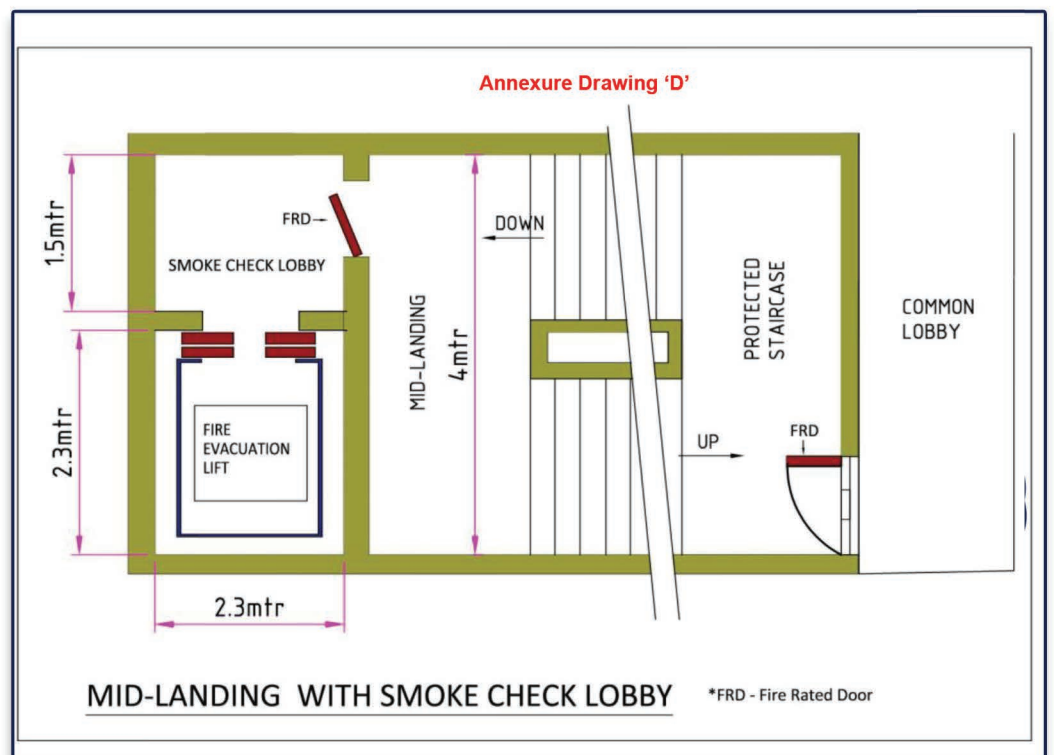 Annexure Drawing ‘D’
1.5mtr
FRD
SMOKE CHECK LOBBY
DOWN
MID-LANDING
4mtr
PROTECTED
STAIRCASE
COMMON
LOBBY
2.3mtr
FIRE
EVACUATION
LIFT
UP
FRD
2.3mtr
MID-LANDING WITH SMOKE CHECK LOBBY
*FRD - Fire Rated Door